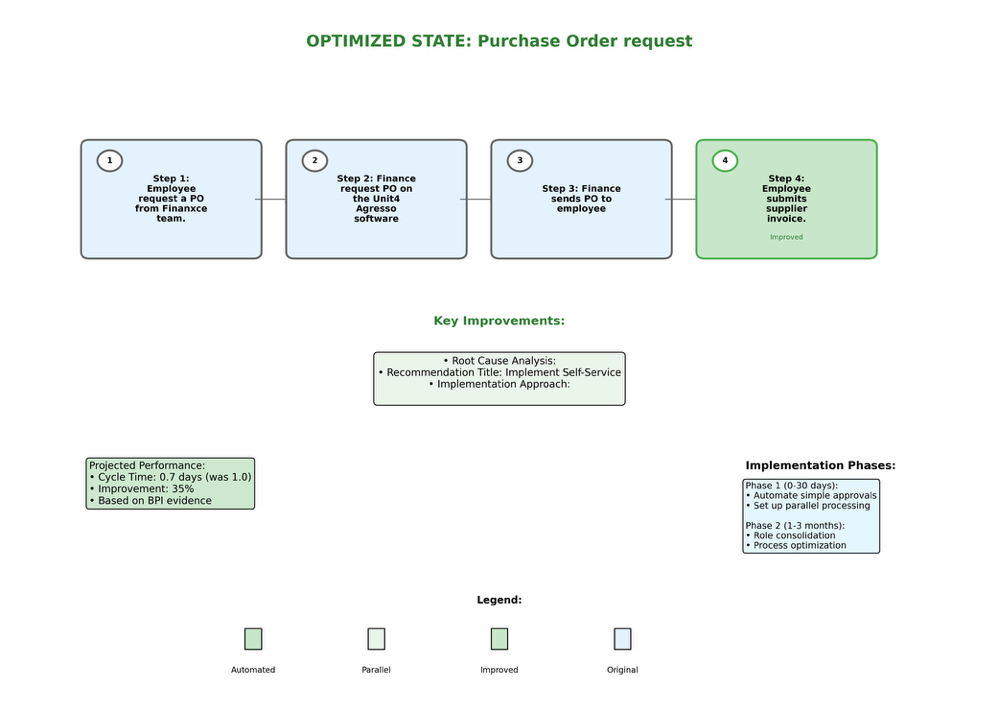 OPTIMIZED STATE: Purchase Order request
1
Step 1:
Employee
request a PO
from Finanxce
team.
2
Step 2: Finance
request PO on
the Unit4
Agresso
software
3
Step 3: Finance
sends PO to
employee
4
Step 4:
Employee
submits
supplier
invoice.
Improved
Key Improvements:
• Root Cause Analysis:
• Recommendation Title: Implement Self-Service
• Implementation Approach:
Projected Performance:
• Cycle Time: 0.7 days (was 1.0)
• Improvement: 35%
• Based on BPI evidence
Implementation Phases:
Phase 1 (0-30 days):
• Automate simple approvals
• Set up parallel processing
Phase 2 (1-3 months):
• Role consolidation
• Process optimization
Legend:
Automated
Parallel
Improved
Original